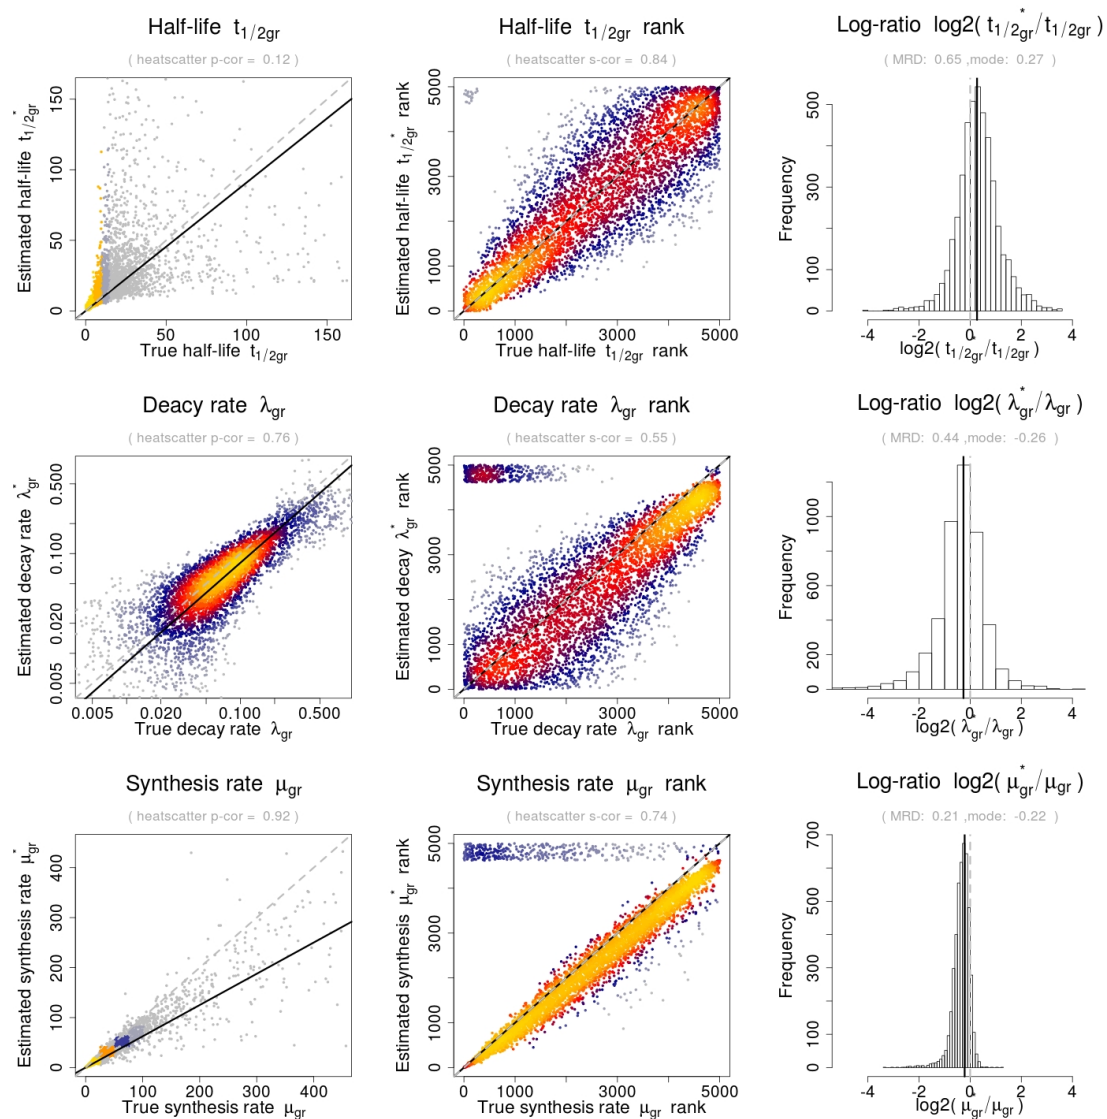 Half-life t1/2gr
( heatscatter p-cor = 0.12 )
Estimated half-life t*1/2gr
0 50 100 150
0 50 100 150
True half-life t1/2gr
Half-life t1/2gr rank
( heatscatter s-cor = 0.84 )
Estimated half-life t*1/2gr rank
0 1000 3000 5000
0 1000 3000 5000
True half-life t1/2gr rank
Log-ratio log2( t*1/2gr/t1/2gr )
( MRD: 0.65 ,mode: 0.27 )
Frequency
0 100 300 500
-4 -2 0 2 4
log2( t1/2gr/t1/2gr )
Deacy rate λgr
( heatscatter p-cor = 0.76 )
Estimated decay rate λ*gr
0.005 0.020 0.100 0.500
0.005 0.020 0.100 0.500
True decay rate λgr
Decay rate λgr rank
( heatscatter s-cor = 0.55 )
Estimated decay λ*gr rank
0 1000 3000 5000
0 1000 3000 5000
True decay rate λgr rank
Log-ratio log2( λ*gr/λgr )
( MRD: 0.44 ,mode: -0.26 )
Frequency
0 200 600 1000
-4 -2 0 2 4
log2( λgr/λgr )
Synthesis rate μgr
( heatscatter p-cor = 0.92 )
Estimated synthesis rate μ*gr
0 100 200 300 400
0 100 200 300 400
True synthesis rate μgr
Synthesis rate μgr rank
( heatscatter s-cor = 0.74 )
Estimated synthesis rate μ*gr rank
0 1000 3000 5000
0 1000 3000 5000
True synthesis rate μgr rank
Log-ratio log2( μ*gr/μgr )
( MRD: 0.21 ,mode: -0.22 )
Frequency
0 100 300 500 700
-4 -2 0 2 4
log2( μgr/μgr )